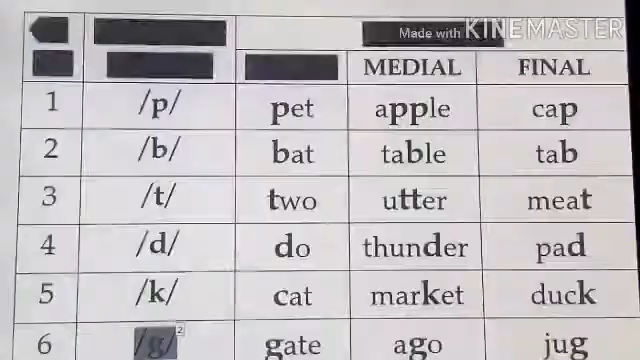 Made with KINEMASTER
MEDIAL FINAL
1 /p/ pet apple cap
2 /b/ bat table tab
3 /t/ two utter meat
4 /d/ do thunder pad
5 /k/ cat market duck
6 /g/ 2 gate ago jug